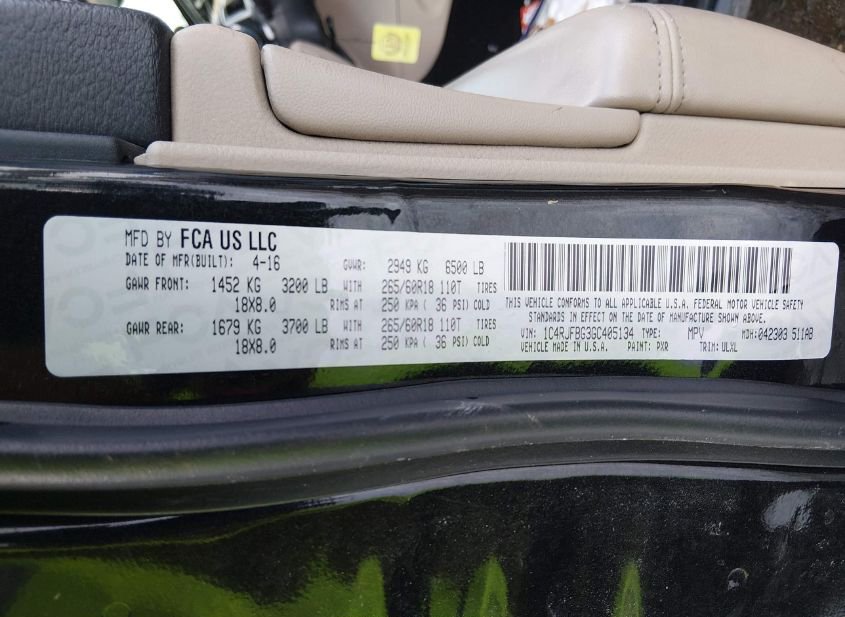 MFD BY FCA US LLC
DATE OF MFR(BUILT): 4-16 GVWR: 2949 KG 6500 LB
GAWR FRONT: 1452 KG 3200 LB WITH 265/60R18 110T TIRES
18X8.0 RIMS AT 250 KPA ( 36 PSI) COLD
GAWR REAR: 1679 KG 3700 LB WITH 265/60R18 110T TIRES
18X8.0 RIMS AT 250 KPA ( 36 PSI) COLD
THIS VEHICLE CONFORMS TO ALL APPLICABLE U.S.A. FEDERAL MOTOR VEHICLE SAFETY
STANDARDS IN EFFECT ON THE DATE OF MANUFACTURE SHOWN ABOVE.
VIN: 1C4RJFBG3GC405134 TYPE: MPV MDH: 042303 511AB
VEHICLE MADE IN U.S.A. PAINT: PXR TRIM: ULXL